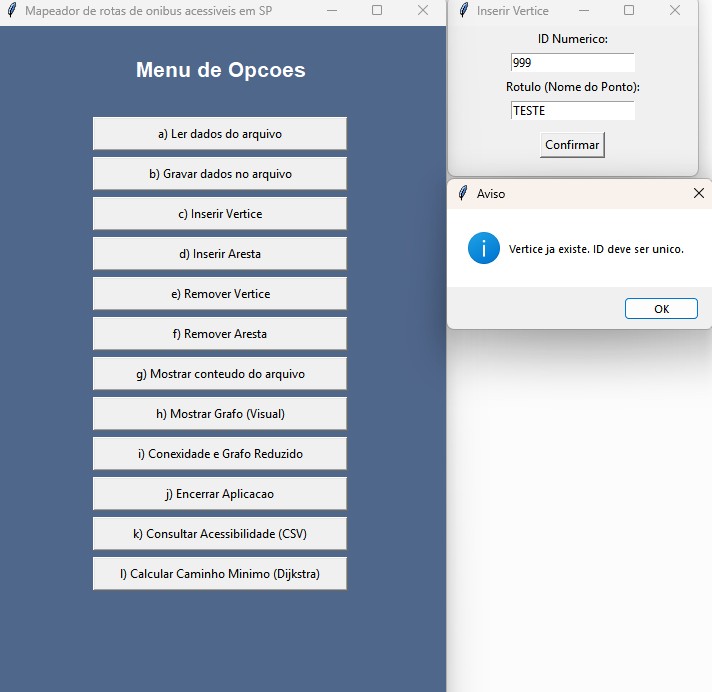 Mapeador de rotas de onibus acessiveis em SP
Menu de Opcoes
a) Ler dados do arquivo
b) Gravar dados no arquivo
c) Inserir Vertice
d) Inserir Aresta
e) Remover Vertice
f) Remover Aresta
g) Mostrar conteudo do arquivo
h) Mostrar Grafo (Visual)
i) Conexidade e Grafo Reduzido
j) Encerrar Aplicacao
k) Consultar Acessibilidade (CSV)
l) Calcular Caminho Minimo (Dijkstra)
Inserir Vertice
ID Numerico:
999
Rotulo (Nome do Ponto):
TESTE
Confirmar
Aviso
Vertice ja existe. ID deve ser unico.
OK